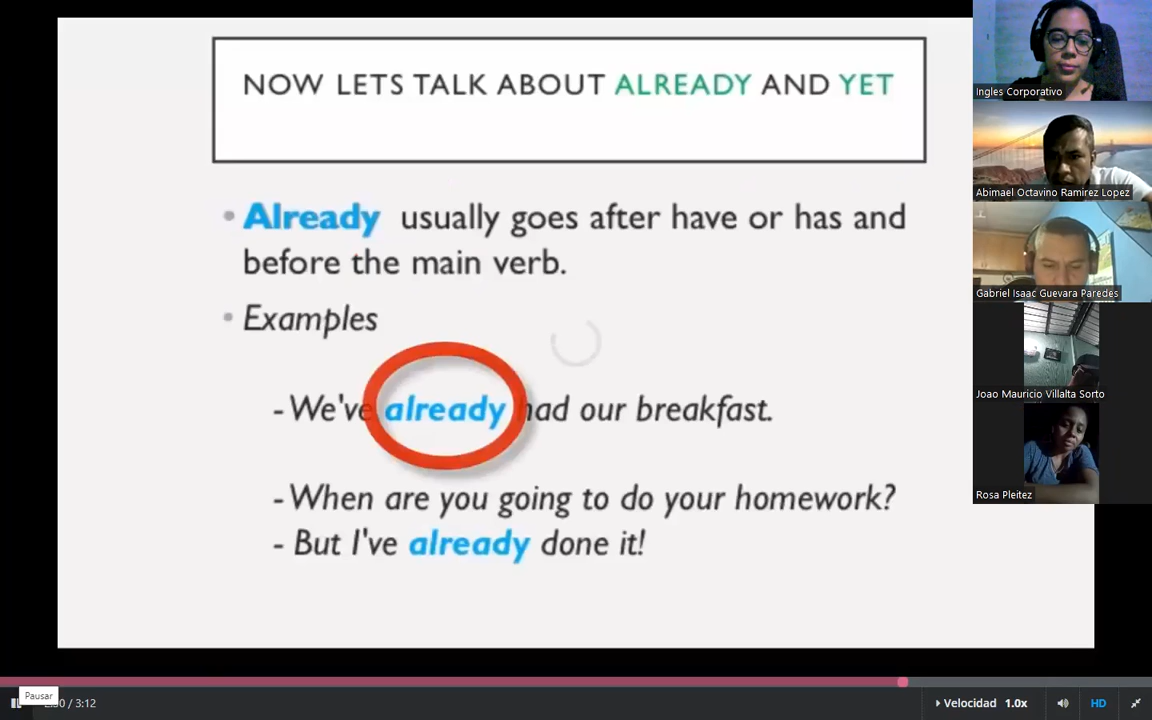 NOW LETS TALK ABOUT ALREADY AND YET
• Already usually goes after have or has and
before the main verb.
• Examples
- We've already had our breakfast.
- When are you going to do your homework?
- But I've already done it!
Ingles Corporativo
Abimael Octavino Ramirez Lopez
Gabriel Isaac Guevara Paredes
Joao Mauricio Villalta Sorto
Rosa Pleitez
Pausar
/ 3:12
Velocidad 1.0x
HD